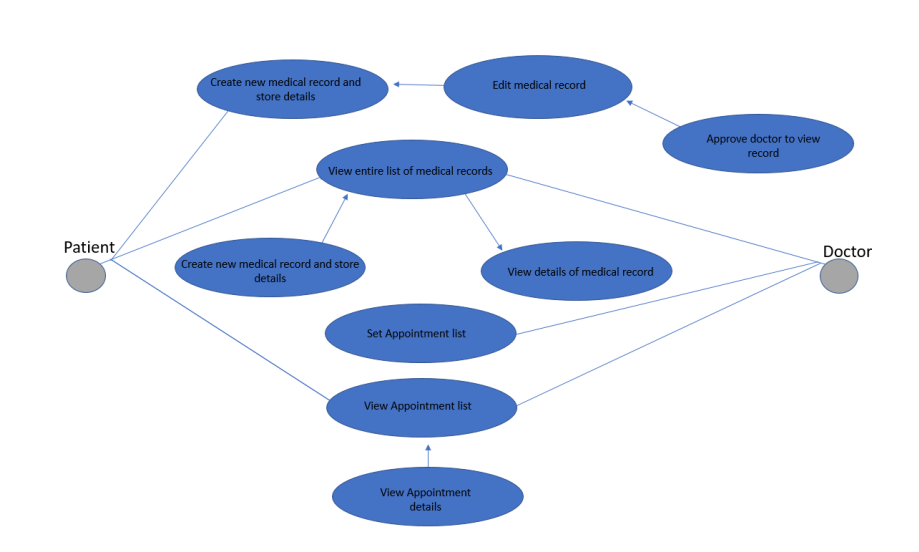 Create new medical record and
store details
Edit medical record
Approve doctor to view
record
View entire list of medical records
Patient
Doctor
Create new medical record and store
details
View details of medical record
Set Appointment list
View Appointment list
View Appointment
details